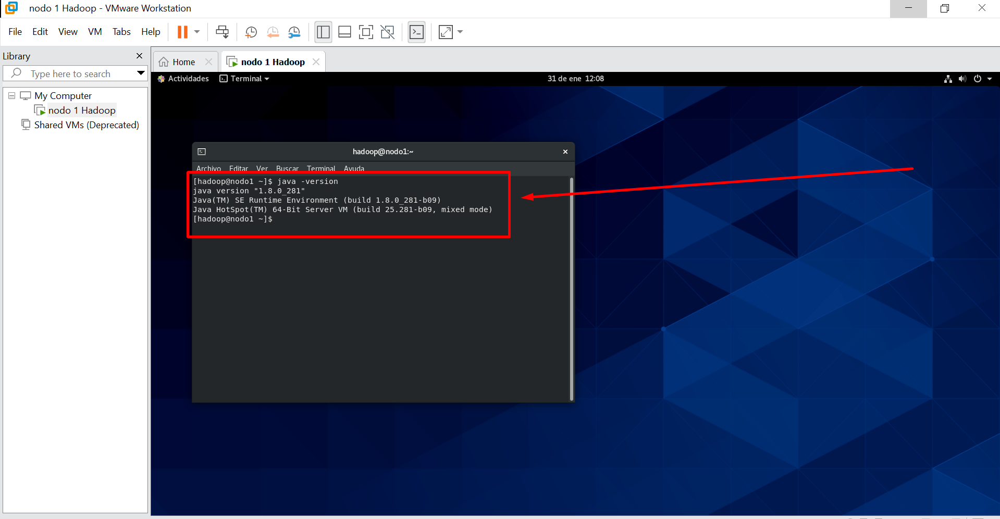 nodo 1 Hadoop - VMware Workstation
File Edit View VM Tabs Help
Library
Type here to search
My Computer
nodo 1 Hadoop
Shared VMs (Deprecated)
Home
nodo 1 Hadoop
Actividades Terminal 31 de ene 12:08
hadoop@nodo1:~
Archivo Editar Ver Buscar Terminal Ayuda
[hadoop@nodo1 ~]$ java -version
java version "1.8.0_281"
Java(TM) SE Runtime Environment (build 1.8.0_281-b09)
Java HotSpot(TM) 64-Bit Server VM (build 25.281-b09, mixed mode)
[hadoop@nodo1 ~]$